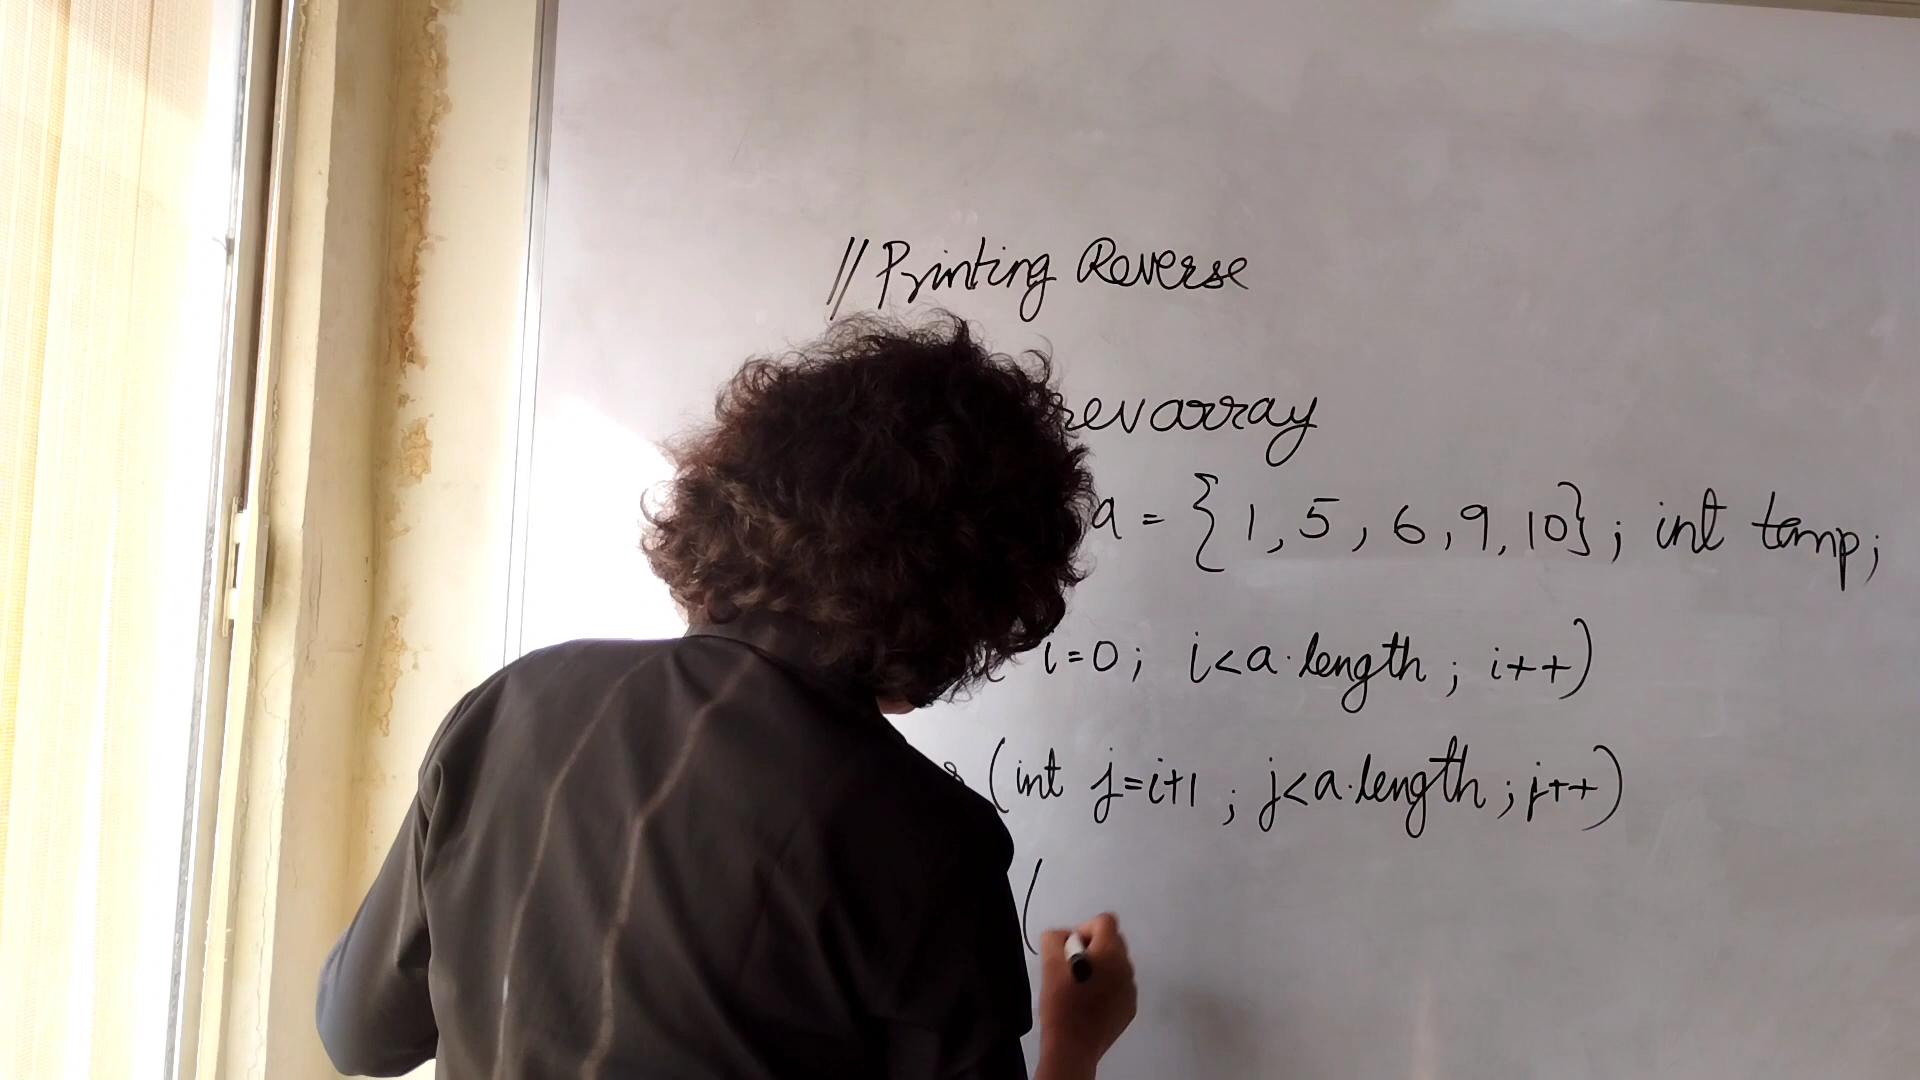 // Printing Reverse
revarray
a = {1, 5, 6, 9, 10}; int temp;
i=0; i<a.length; i++)
(int j=i+1; j<a.length; j++)
(